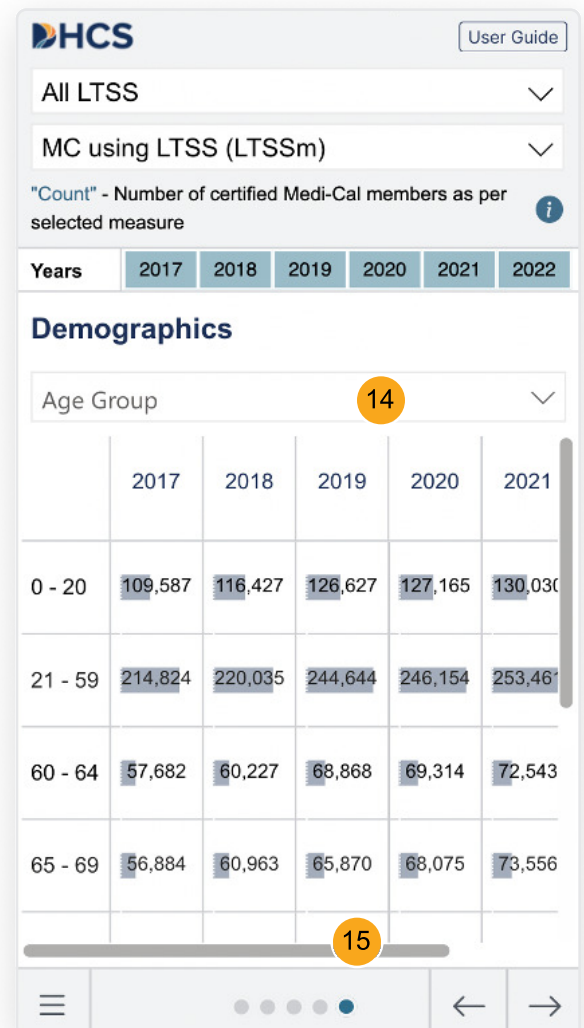 DHCS User Guide
All LTSS
MC using LTSS (LTSSm)
"Count" - Number of certified Medi-Cal members as per
selected measure i
Years 2017 2018 2019 2020 2021 2022
Demographics
Age Group 14
2017 2018 2019 2020 2021
0 - 20 109,587 116,427 126,627 127,165 130,030
21 - 59 214,824 220,035 244,644 246,154 253,461
60 - 64 57,682 60,227 68,868 69,314 72,543
65 - 69 56,884 60,963 65,870 68,075 73,556
15